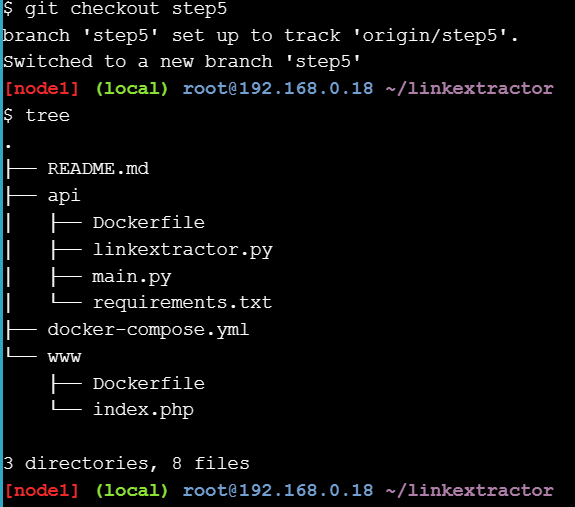 $ git checkout step5
branch 'step5' set up to track 'origin/step5'.
Switched to a new branch 'step5'
[node1] (local) root@192.168.0.18 ~/linkextractor
$ tree
.
├── README.md
├── api
│   ├── Dockerfile
│   ├── linkextractor.py
│   ├── main.py
│   └── requirements.txt
├── docker-compose.yml
└── www
    ├── Dockerfile
    └── index.php

3 directories, 8 files
[node1] (local) root@192.168.0.18 ~/linkextractor